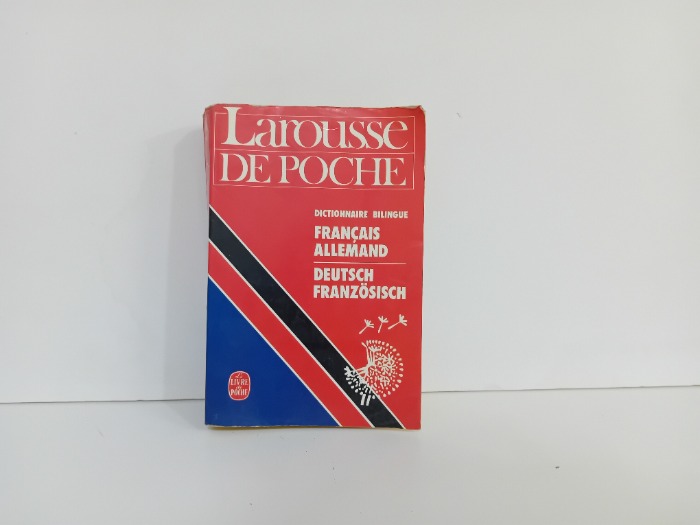 Larousse
DE POCHE
DICTIONNAIRE BILINGUE
FRANÇAIS
ALLEMAND
DEUTSCH
FRANZÖSISCH
Le
LIVRE
de
POCHE